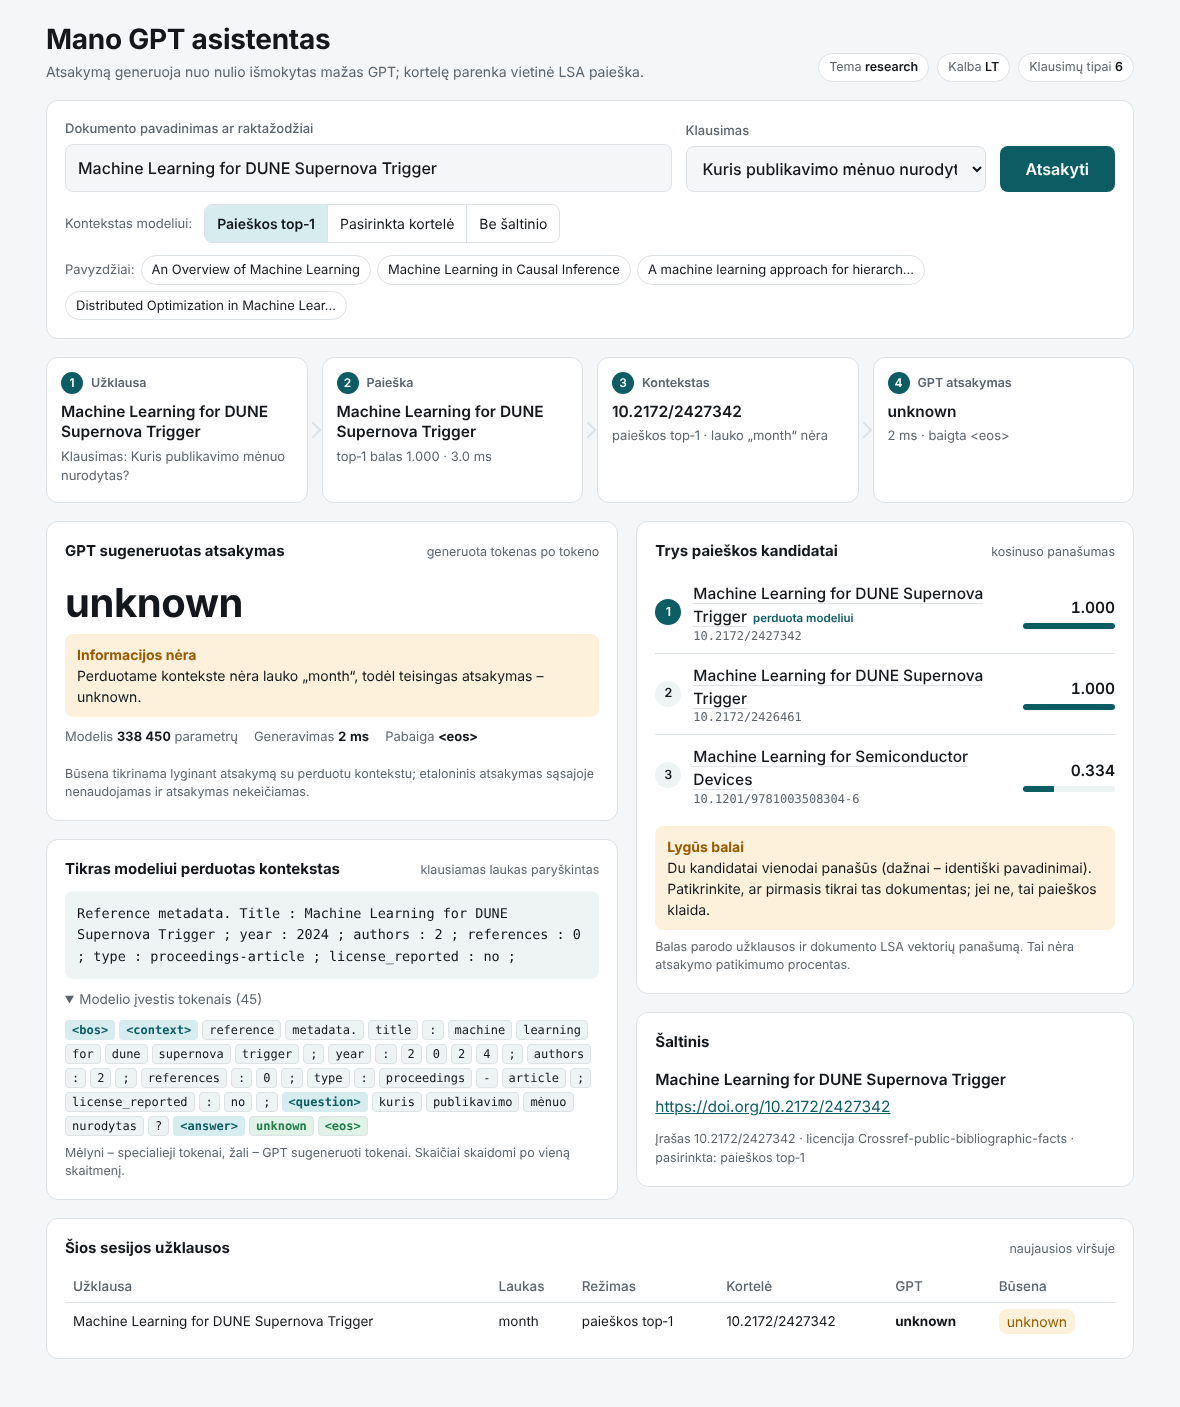 Mano GPT asistentas
Atsakymą generuoja nuo nulio išmokytas mažas GPT; kortelę parenka vietinė LSA paieška.
Tema research
Kalba LT
Klausimų tipai 6
Dokumento pavadinimas ar raktažodžiai
Klausimas
Machine Learning for DUNE Supernova Trigger
Kuris publikavimo mėnuo nurodyt
Atsakyti
Kontekstas modeliui:
Paieškos top-1
Pasirinkta kortelė
Be šaltinio
Pavyzdžiai:
An Overview of Machine Learning
Machine Learning in Causal Inference
A machine learning approach for hierarch...
Distributed Optimization in Machine Lear...
1 Užklausa
Machine Learning for DUNE
Supernova Trigger
Klausimas: Kuris publikavimo mėnuo
nurodytas?
2 Paieška
Machine Learning for DUNE
Supernova Trigger
top-1 balas 1.000 · 3.0 ms
3 Kontekstas
10.2172/2427342
paieškos top-1 · lauko „month“ nėra
4 GPT atsakymas
unknown
2 ms · baigta <eos>
GPT sugeneruotas atsakymas
generuota tokenas po tokeno
unknown
Informacijos nėra
Perduotame kontekste nėra lauko „month“, todėl teisingas atsakymas –
unknown.
Modelis 338 450 parametrų
Generavimas 2 ms
Pabaiga <eos>
Būsena tikrinama lyginant atsakymą su perduotu kontekstu; etaloninis atsakymas sąsajoje
nenaudojamas ir atsakymas nekeičiamas.
Tikras modeliui perduotas kontekstas
klausiamas laukas paryškintas
Reference metadata. Title : Machine Learning for DUNE
Supernova Trigger ; year : 2024 ; authors : 2 ; references : 0
; type : proceedings-article ; license_reported : no ;
▼ Modelio įvestis tokenais (45)
<bos> <context> reference metadata. title : machine learning
for dune supernova trigger ; year : 2 0 2 4 ; authors
: 2 ; references : 0 ; type : proceedings - article ;
license_reported : no ; <question> kuris publikavimo mėnuo
nurodytas ? <answer> unknown <eos>
Mėlyni – specialieji tokenai, žali – GPT sugeneruoti tokenai. Skaičiai skaidomi po vieną
skaitmenį.
Trys paieškos kandidatai
kosinuso panašumas
1
Machine Learning for DUNE Supernova
Trigger perduota modeliui
10.2172/2427342
1.000
2
Machine Learning for DUNE Supernova
Trigger
10.2172/2426461
1.000
3
Machine Learning for Semiconductor
Devices
10.1201/9781003508304-6
0.334
Lygūs balai
Du kandidatai vienodai panašūs (dažnai – identiški pavadinimai).
Patikrinkite, ar pirmasis tikrai tas dokumentas; jei ne, tai paieškos
klaida.
Balas parodo užklausos ir dokumento LSA vektorių panašumą. Tai nėra
atsakymo patikimumo procentas.
Šaltinis
Machine Learning for DUNE Supernova Trigger
https://doi.org/10.2172/2427342
Įrašas 10.2172/2427342 · licencija Crossref-public-bibliographic-facts ·
pasirinkta: paieškos top-1
Šios sesijos užklausos
naujausios viršuje
Užklausa Laukas Režimas Kortelė GPT Būsena
Machine Learning for DUNE Supernova Trigger month paieškos top-1 10.2172/2427342 unknown unknown